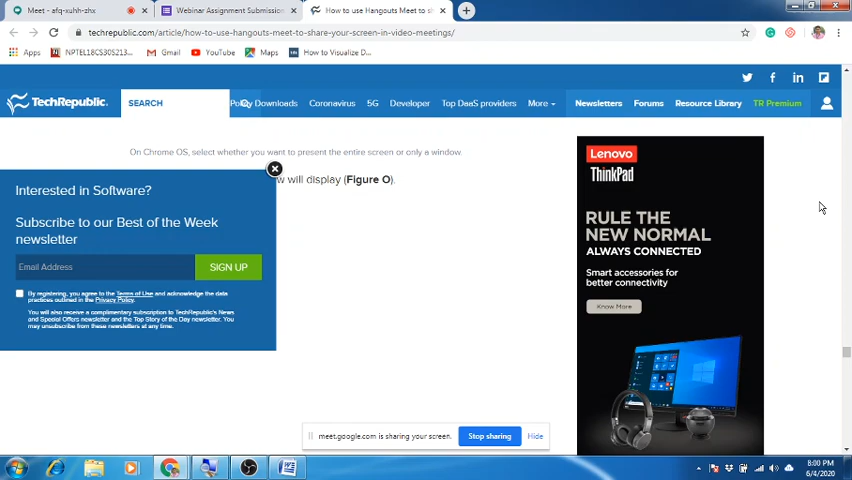 Meet - afq-xuhh-zhx
Webinar Assignment Submission
How to use Hangouts Meet to sh
techrepublic.com/article/how-to-use-hangouts-meet-to-share-your-screen-in-video-meetings/
Apps
NPTEL18CS30S213...
Gmail
YouTube
Maps
How to Visualize D...
TechRepublic.
SEARCH
Policy Downloads
Coronavirus
5G
Developer
Top DaaS providers
More
Newsletters
Forums
Resource Library
TR Premium
On Chrome OS, select whether you want to present the entire screen or only a window.
w will display (Figure O).
Interested in Software?
Subscribe to our Best of the Week
newsletter
Email Address
SIGN UP
By registering, you agree to the Terms of Use and acknowledge the data
practices outlined in the Privacy Policy.
You will also receive a complimentary subscription to TechRepublic's News
and Special Offers newsletter and the Top Story of the Day newsletter. You
may unsubscribe from these newsletters at any time.
Lenovo
ThinkPad
RULE THE
NEW NORMAL
ALWAYS CONNECTED
Smart accessories for
better connectivity
Know More
meet.google.com is sharing your screen.
Stop sharing
Hide
8:00 PM
6/4/2020